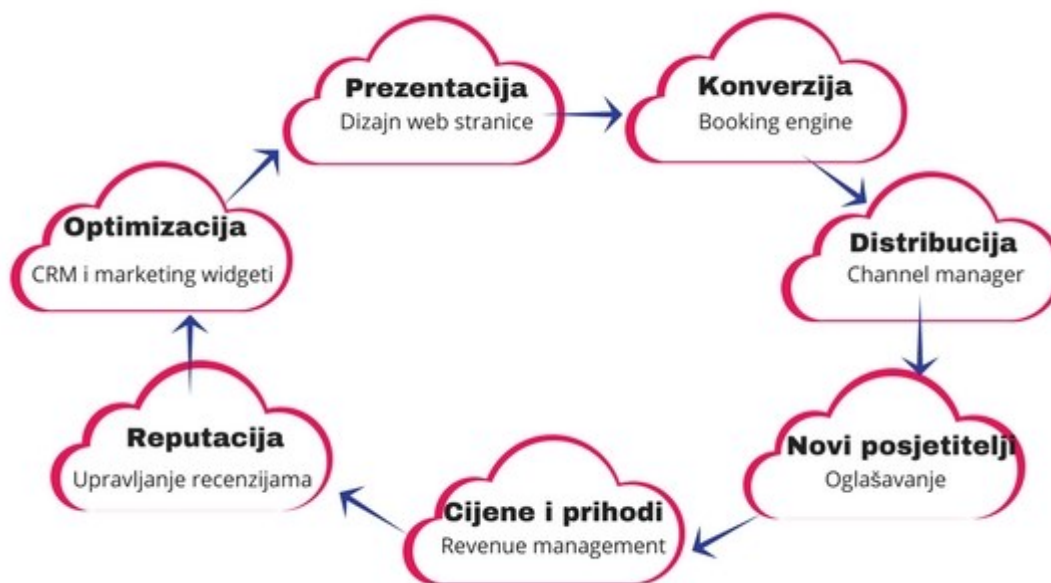 Prezentacija
Dizajn web stranice
Konverzija
Booking engine
Distribucija
Channel manager
Novi posjetitelji
Oglašavanje
Cijene i prihodi
Revenue management
Reputacija
Upravljanje recenzijama
Optimizacija
CRM i marketing widgeti